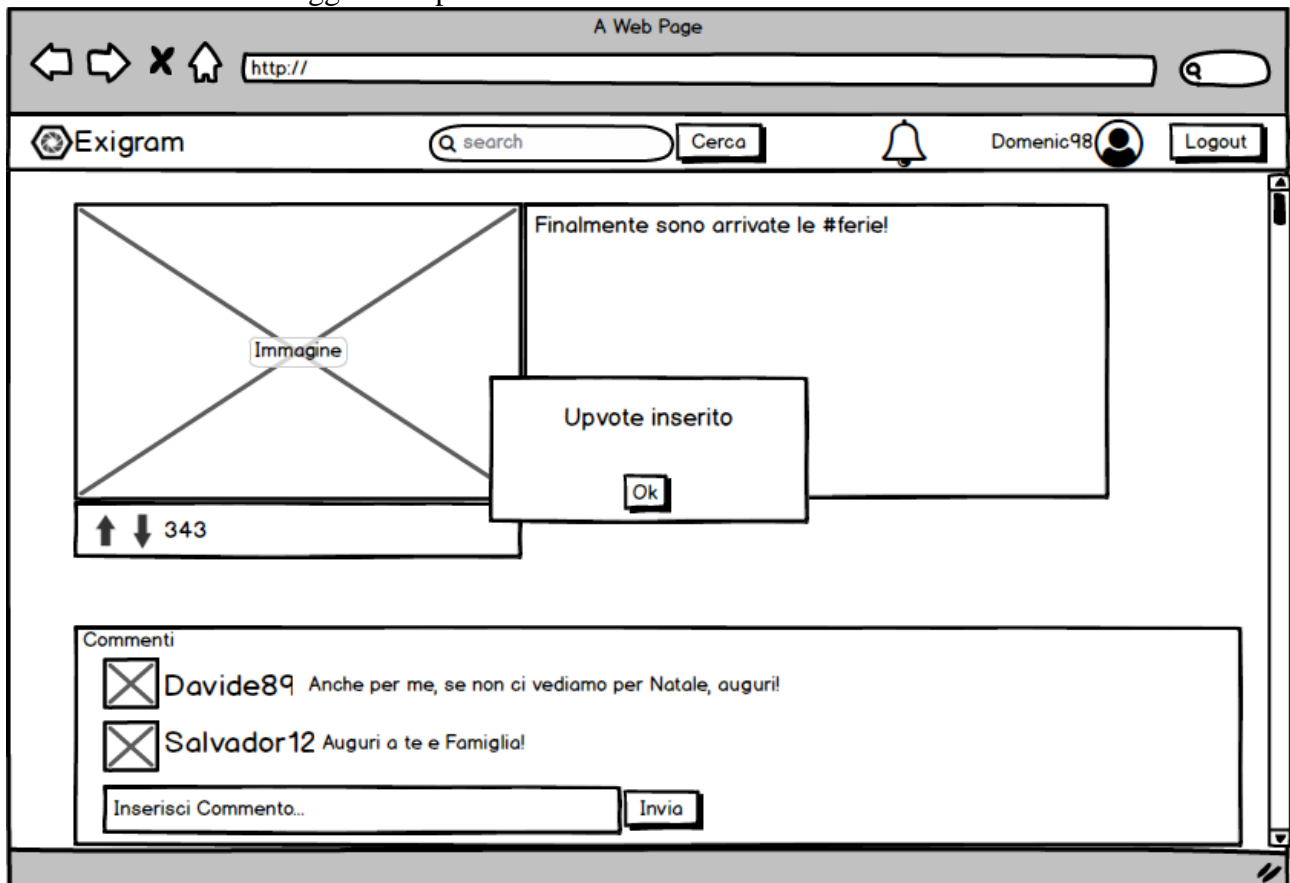 A Web Page
http://
Exigram
search
Cerca
Domenic98
Logout
Finalmente sono arrivate le #ferie!
Immagine
Upvote inserito
Ok
343
Commenti
Davide89 Anche per me, se non ci vediamo per Natale, auguri!
Salvador12 Auguri a te e Famiglia!
Inserisci Commento...
Invia